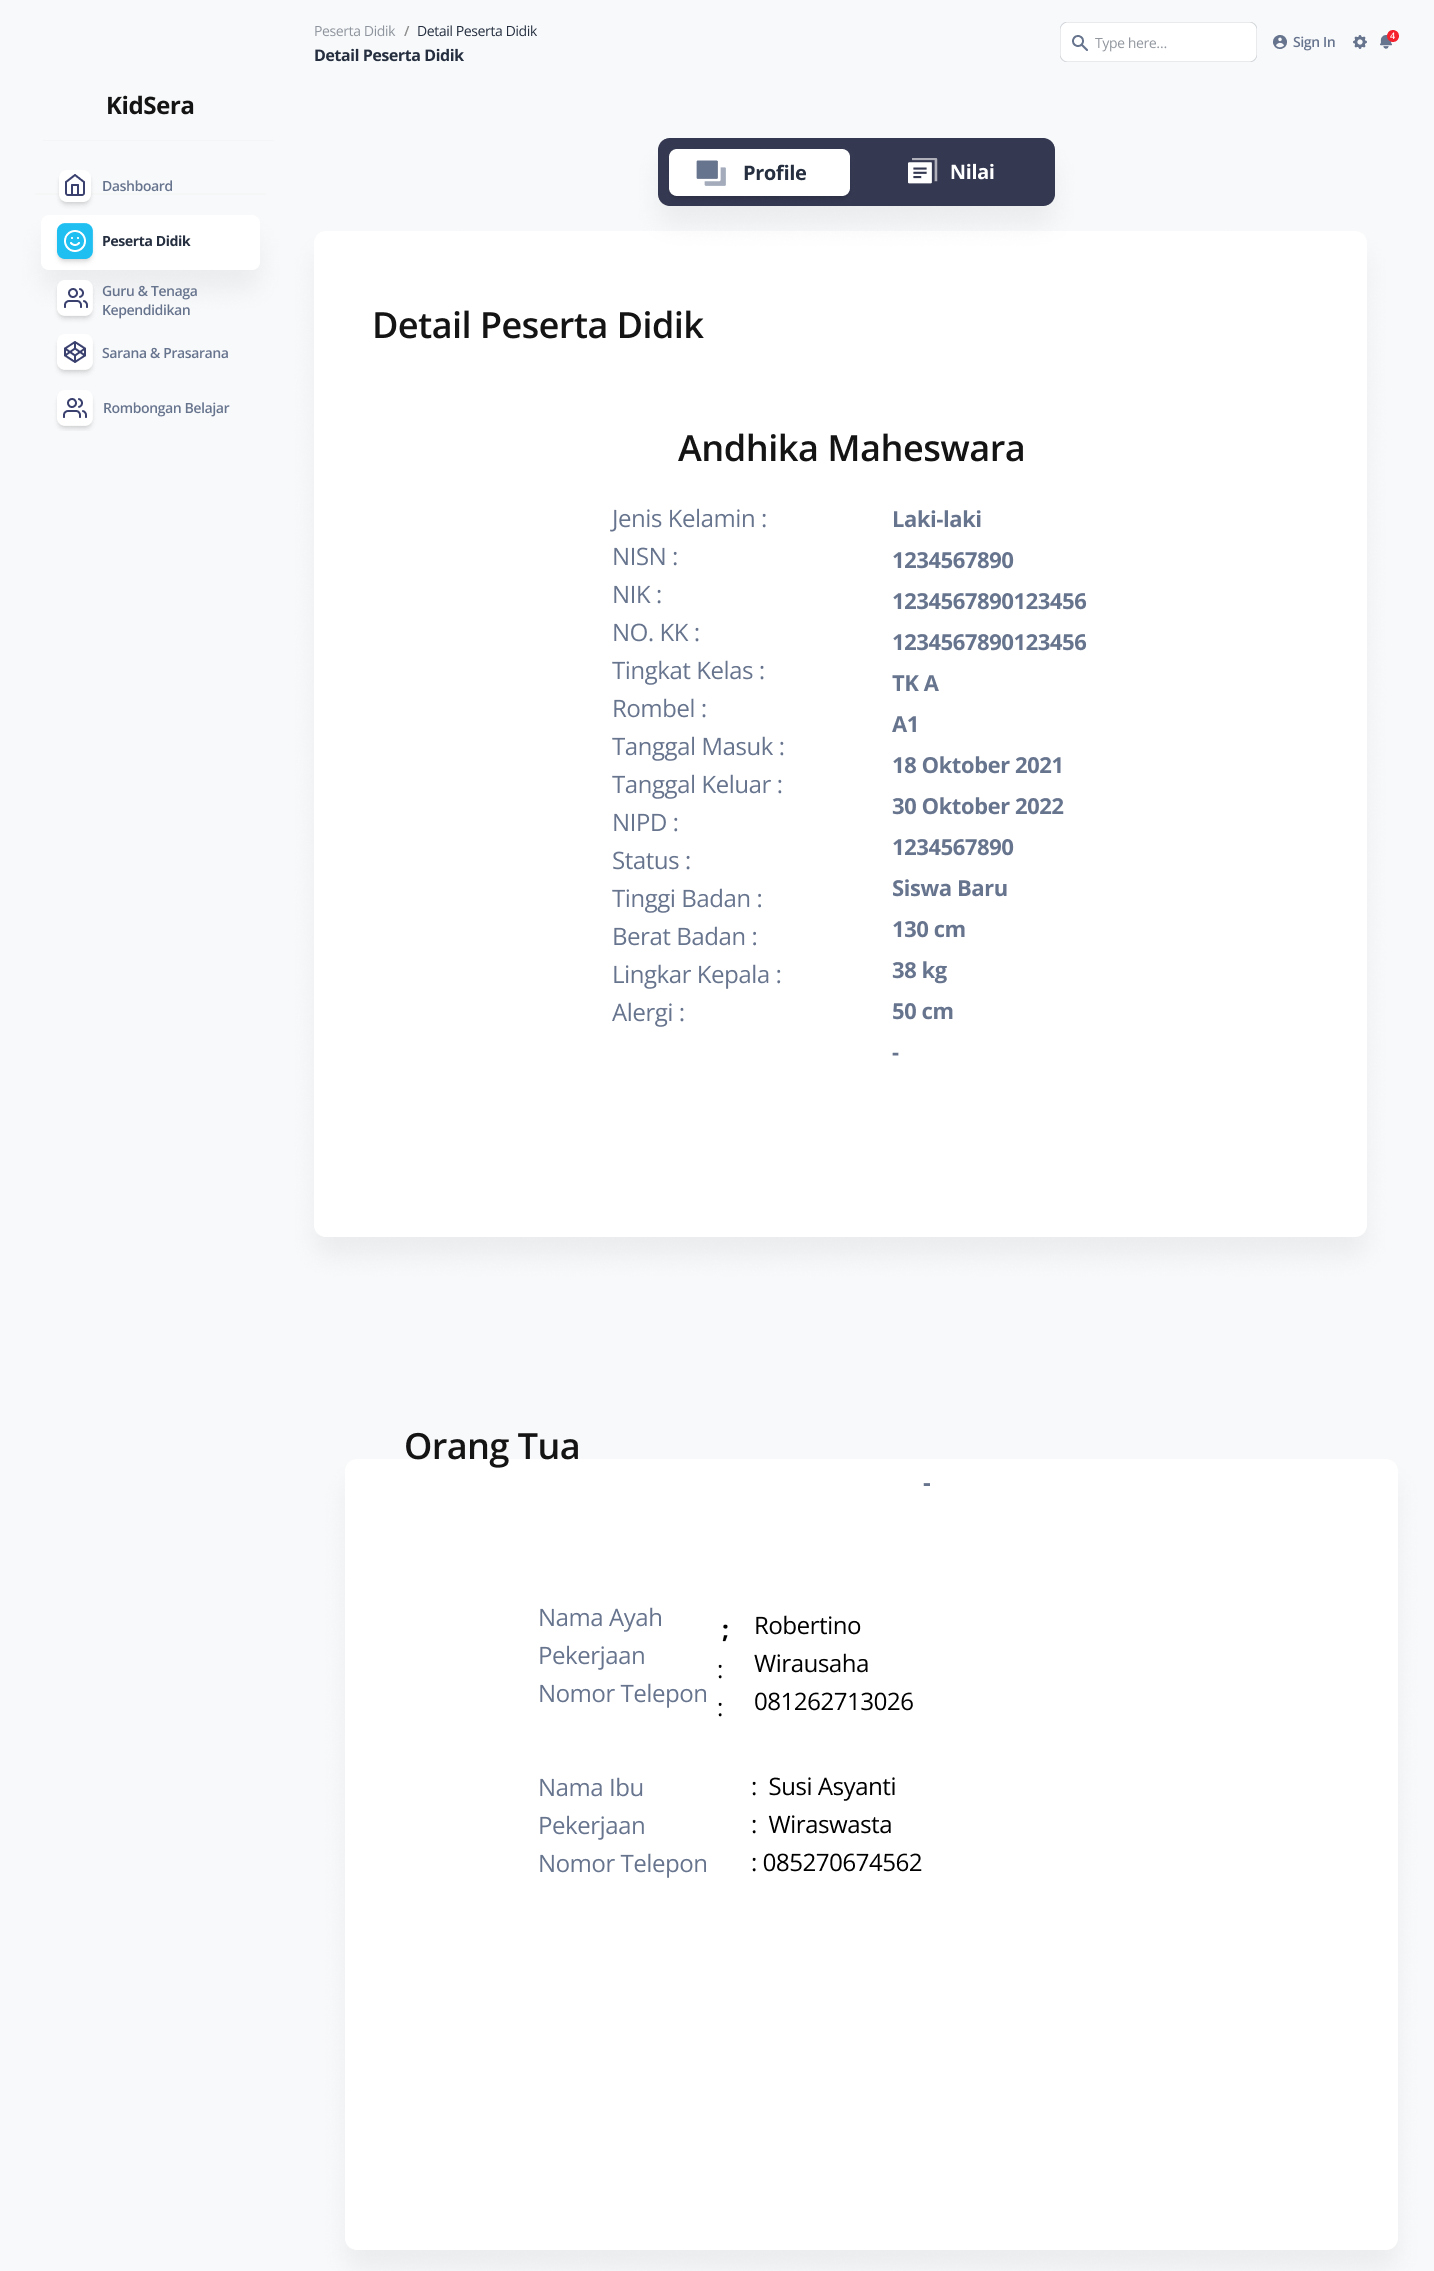 Peserta Didik / Detail Peserta Didik
Detail Peserta Didik
Type here...
Sign In
4
KidSera
Dashboard
Peserta Didik
Guru & Tenaga
Kependidikan
Sarana & Prasarana
Rombongan Belajar
Profile
Nilai
Detail Peserta Didik
Andhika Maheswara
Jenis Kelamin : Laki-laki
NISN : 1234567890
NIK : 1234567890123456
NO. KK : 1234567890123456
Tingkat Kelas : TK A
Rombel : A1
Tanggal Masuk : 18 Oktober 2021
Tanggal Keluar : 30 Oktober 2022
NIPD : 1234567890
Status : Siswa Baru
Tinggi Badan : 130 cm
Berat Badan : 38 kg
Lingkar Kepala : 50 cm
Alergi : -
Orang Tua
-
Nama Ayah ; Robertino
Pekerjaan : Wirausaha
Nomor Telepon : 081262713026
Nama Ibu : Susi Asyanti
Pekerjaan : Wiraswasta
Nomor Telepon : 085270674562